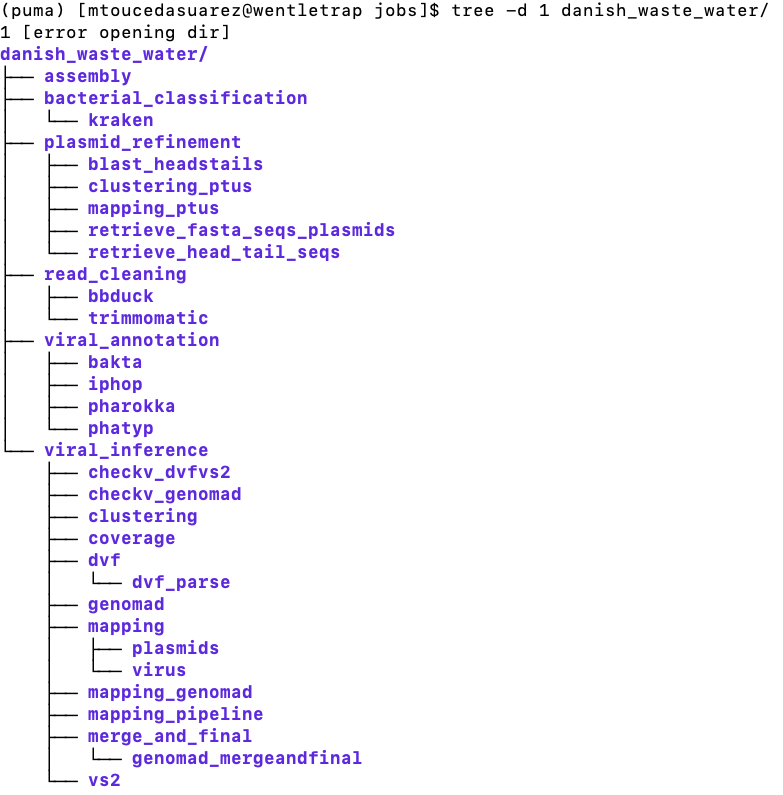 (puma) [mtoucedasuarez@wentletrap jobs]$ tree -d 1 danish_waste_water/
1 [error opening dir]
danish_waste_water/
├── assembly
├── bacterial_classification
│   └── kraken
├── plasmid_refinement
│   ├── blast_headstails
│   ├── clustering_ptus
│   ├── mapping_ptus
│   ├── retrieve_fasta_seqs_plasmids
│   └── retrieve_head_tail_seqs
├── read_cleaning
│   ├── bbduck
│   └── trimmomatic
├── viral_annotation
│   ├── bakta
│   ├── iphop
│   ├── pharokka
│   └── phatyp
└── viral_inference
    ├── checkv_dvfvs2
    ├── checkv_genomad
    ├── clustering
    ├── coverage
    ├── dvf
    │   └── dvf_parse
    ├── genomad
    ├── mapping
    │   ├── plasmids
    │   └── virus
    ├── mapping_genomad
    ├── mapping_pipeline
    ├── merge_and_final
    │   └── genomad_mergeandfinal
    └── vs2